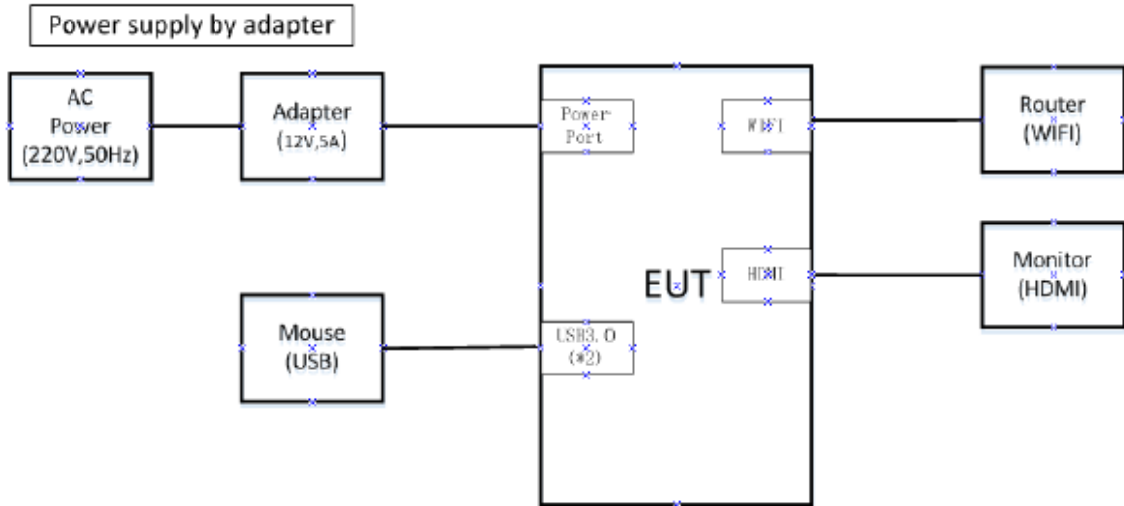 Power supply by adapter
AC
Power
(220V,50Hz)
Adapter
(12V,5A)
Power
Port
WIFI
Router
(WIFI)
EUT
HDMI
Monitor
(HDMI)
Mouse
(USB)
USB3.0
(*2)